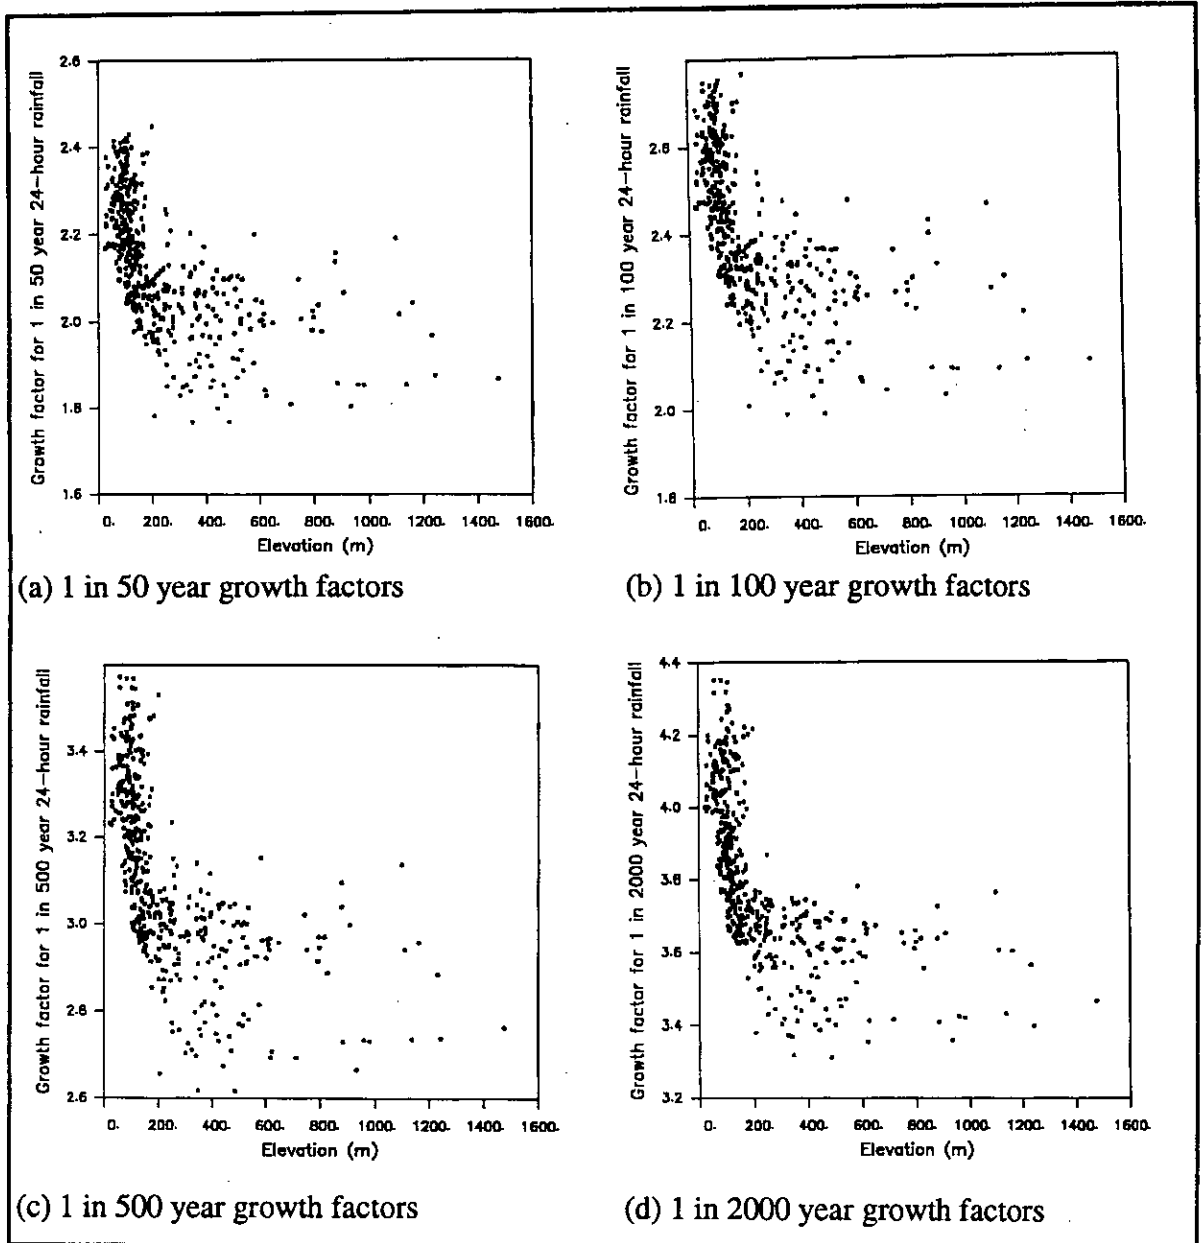 Growth factor for 1 in 50 year 24-hour rainfall
2.6
2.4
2.2
2.0
1.8
1.6
0. 200. 400. 600. 800. 1000. 1200. 1400. 1600.
Elevation (m)
(a) 1 in 50 year growth factors
Growth factor for 1 in 100 year 24-hour rainfall
2.6
2.4
2.2
2.0
1.8
0. 200. 400. 600. 800. 1000. 1200. 1400. 1600.
Elevation (m)
(b) 1 in 100 year growth factors
Growth factor for 1 in 500 year 24-hour rainfall
3.4
3.2
3.0
2.8
2.6
0. 200. 400. 600. 800. 1000. 1200. 1400. 1600.
Elevation (m)
(c) 1 in 500 year growth factors
Growth factor for 1 in 2000 year 24-hour rainfall
4.4
4.2
4.0
3.8
3.6
3.4
3.2
0. 200. 400. 600. 800. 1000. 1200. 1400. 1600.
Elevation (m)
(d) 1 in 2000 year growth factors